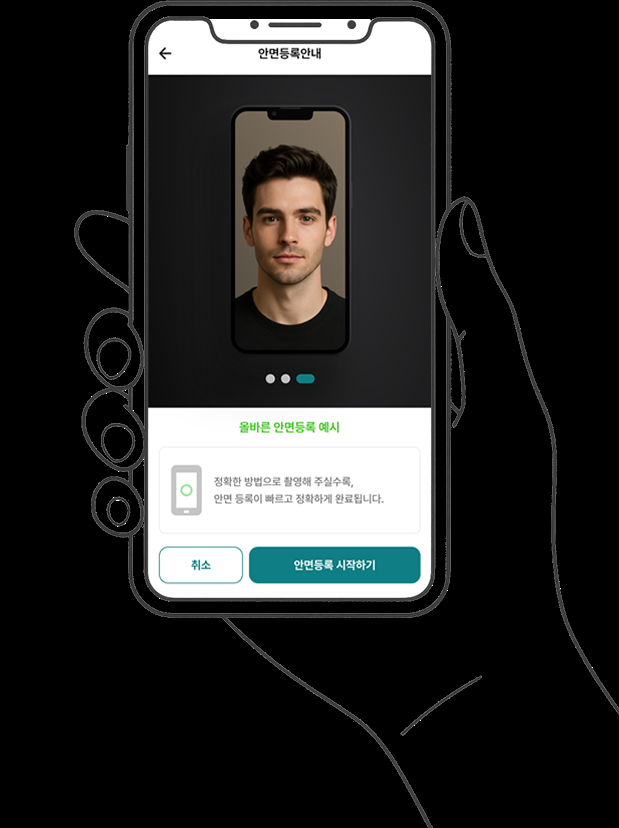 안면등록안내
올바른 안면등록 예시
정확한 방법으로 촬영해 주실수록,
안면 등록이 빠르고 정확하게 완료됩니다.
취소
안면등록 시작하기